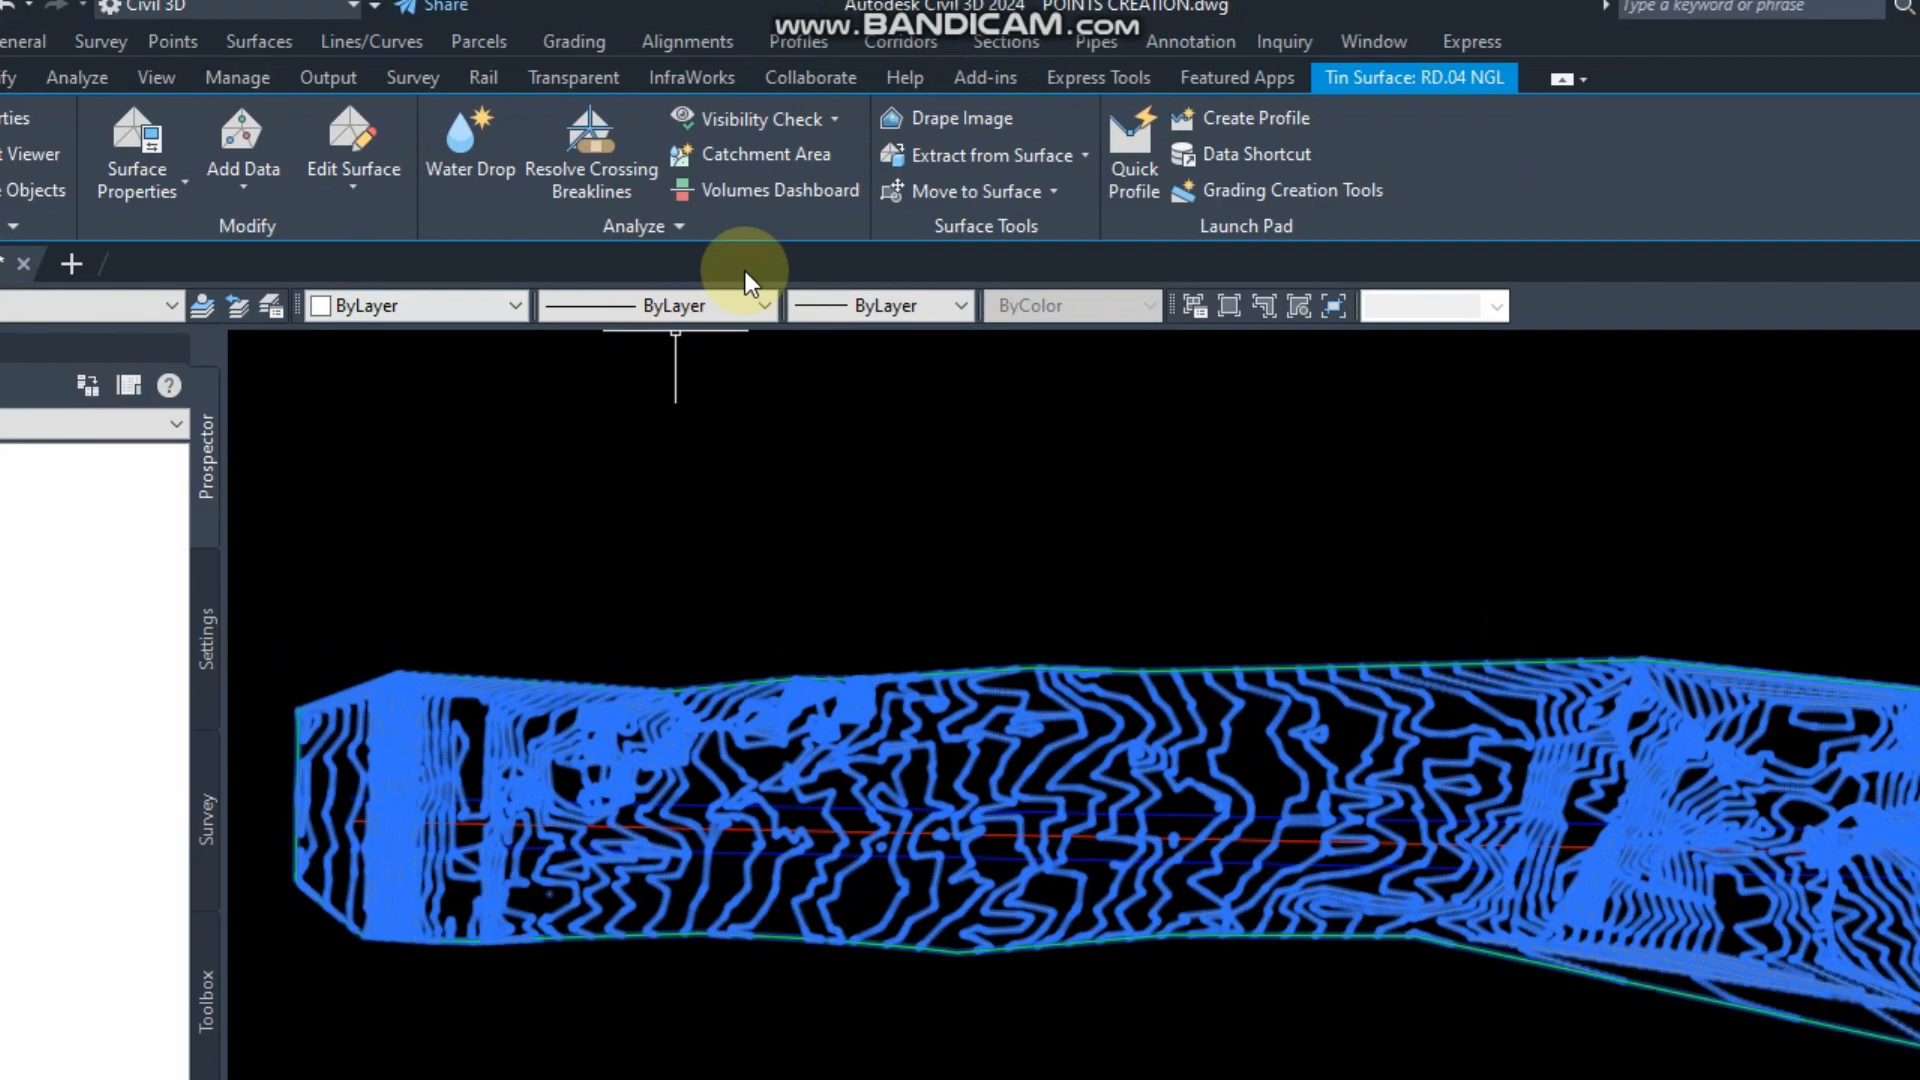 Civil 3D
Share
Autodesk Civil 3D 2024 POINTS CREATION.dwg
Type a keyword or phrase
www.BANDICAM.com
eneral Survey Points Surfaces Lines/Curves Parcels Grading Alignments Profiles Corridors Sections Pipes Annotation Inquiry Window Express
fy Analyze View Manage Output Survey Rail Transparent InfraWorks Collaborate Help Add-ins Express Tools Featured Apps Tin Surface: RD.04 NGL
rties
t Viewer
e Objects
Surface
Properties
Add Data
Edit Surface
Modify
Water Drop
Resolve Crossing
Breaklines
Visibility Check
Catchment Area
Volumes Dashboard
Analyze
Drape Image
Extract from Surface
Move to Surface
Surface Tools
Quick
Profile
Create Profile
Data Shortcut
Grading Creation Tools
Launch Pad
ByLayer ByLayer ByLayer ByColor
Prospector
Settings
Survey
Toolbox